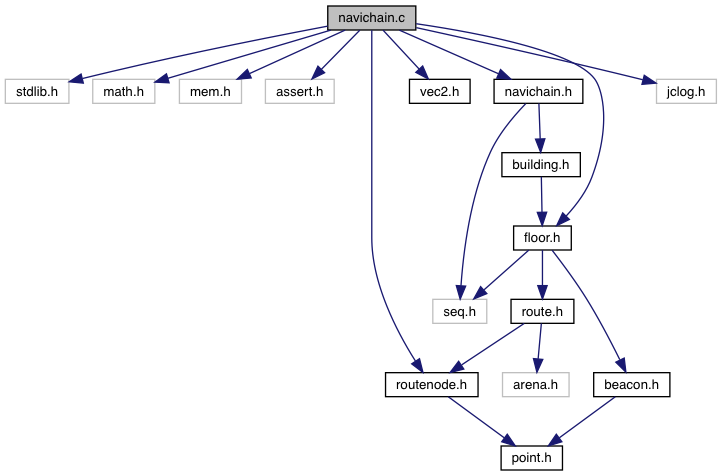 navichain.c
stdlib.h
math.h
mem.h
assert.h
vec2.h
navichain.h
jclog.h
building.h
floor.h
seq.h
route.h
routenode.h
arena.h
beacon.h
point.h